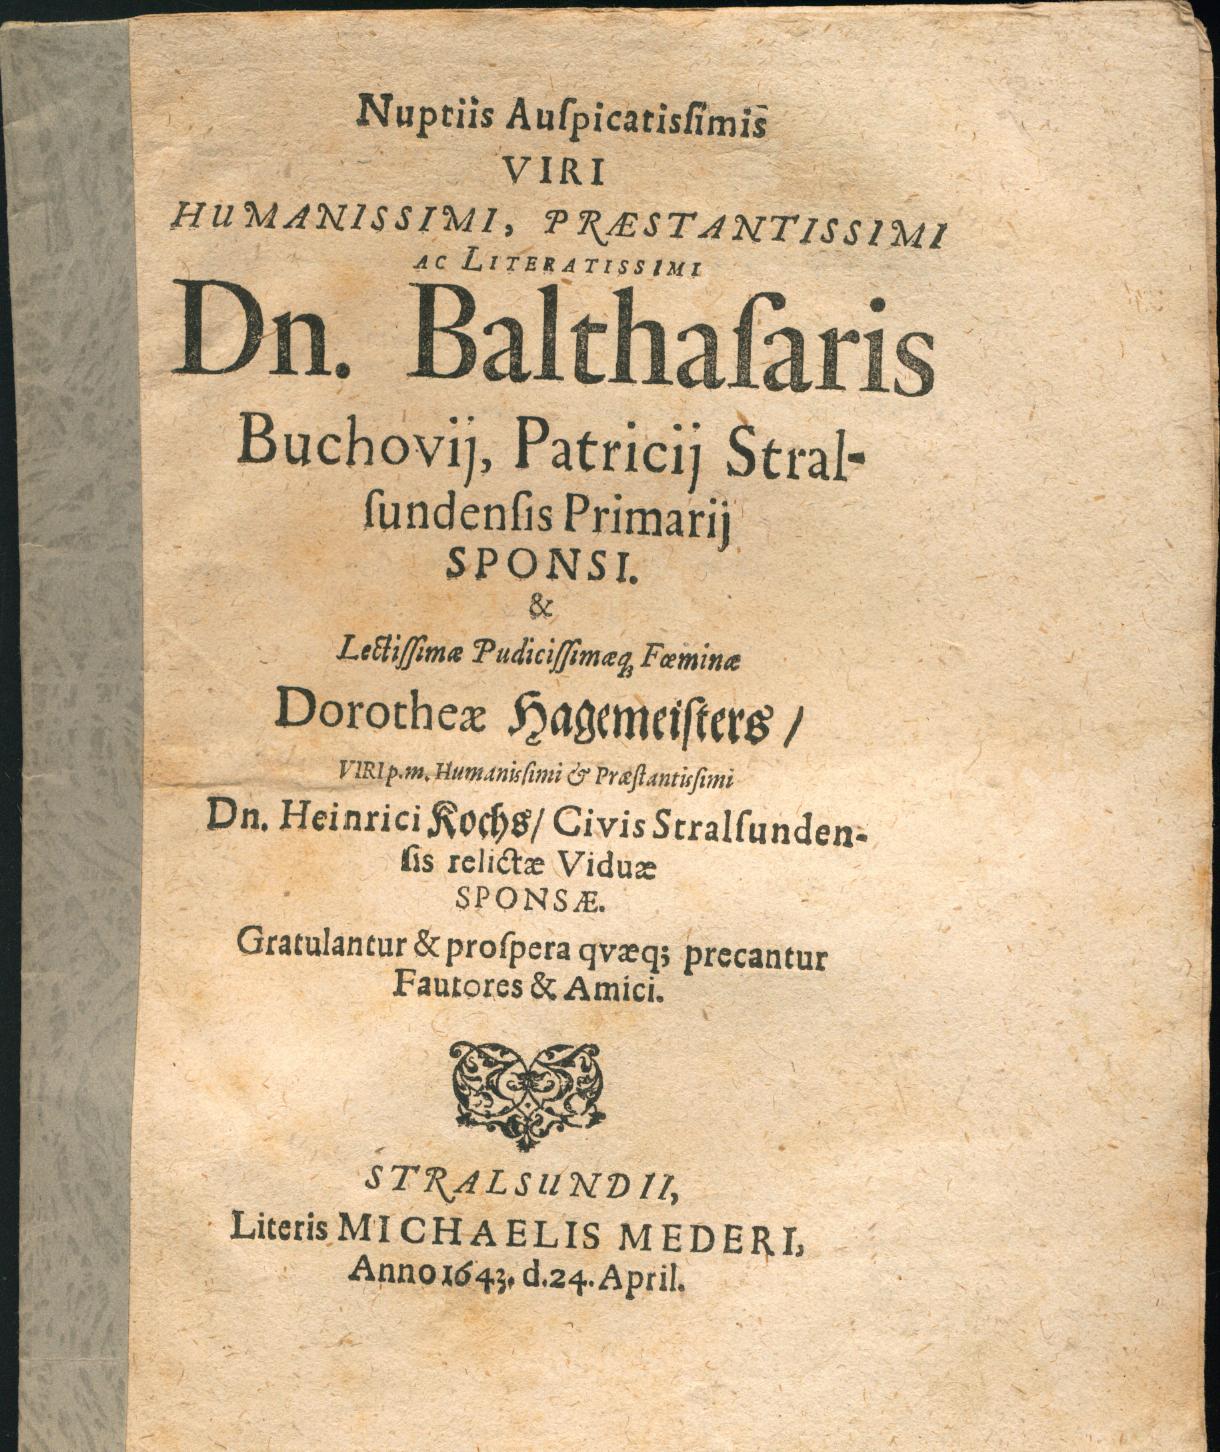 Nuptiis Auſpicatisſimis
VIRI
HUMANISSIMI, PRÆSTANTISSIMI
AC LITERATISSIMI
Dn. Balthaſaris
Buchovij, Patricij Stral-
ſundenſis Primarij
SPONSI.
&
Lectiſſimæ Pudiciſſimæq́; Fœminæ
Dorotheæ Hagemeiſters /
VIRI p.m. Humanisſimi & Præſtantisſimi
Dn. Heinrici Kochs / Civis Stralſunden-
ſis relictæ Viduæ
SPONSÆ.
Gratulantur & proſpera qvæq; precantur
Fautores & Amici.
STRALSUNDII,
Literis MICHAELIS MEDERI,
Anno 1643. d. 24. April.